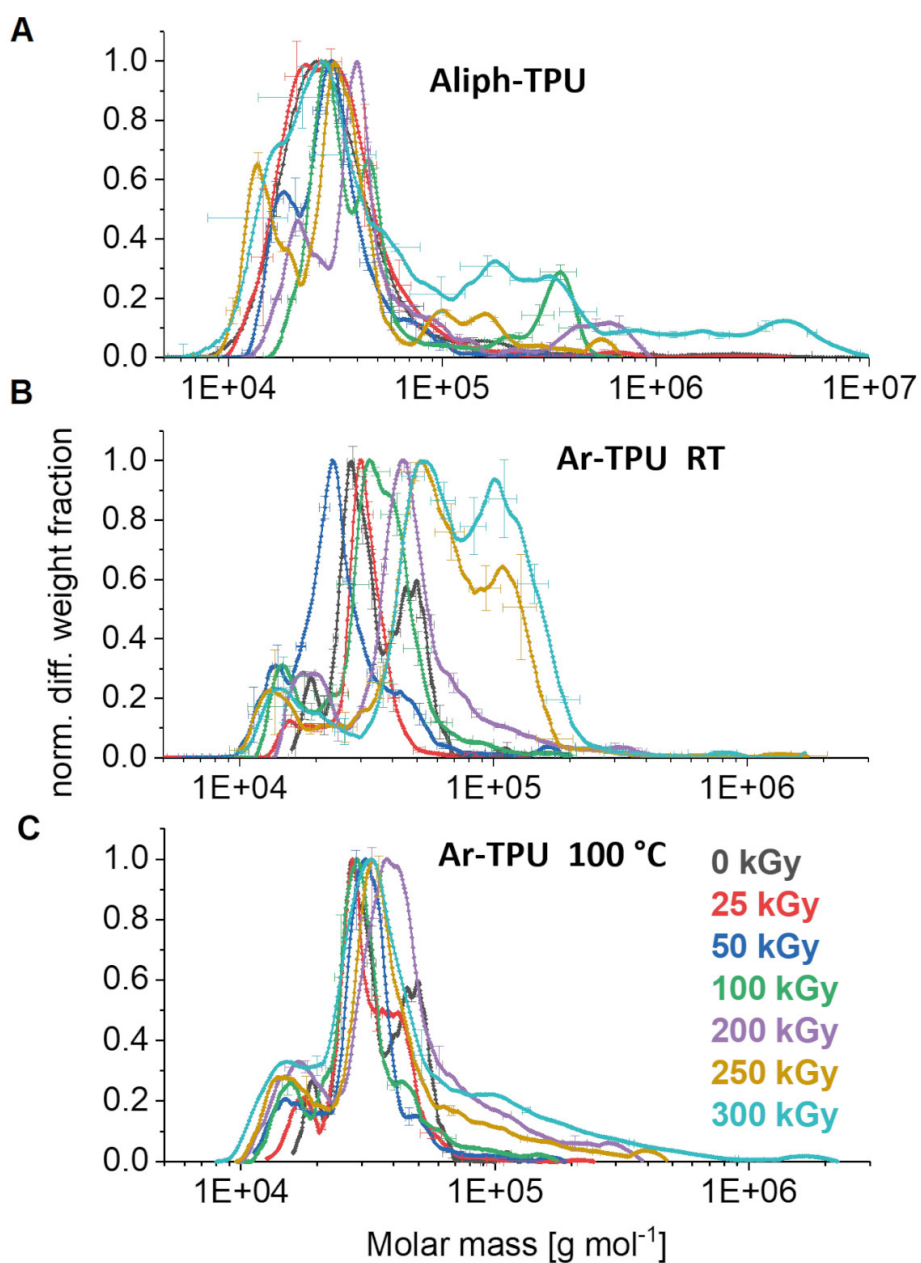 A
Aliph-TPU
1.0
0.8
0.6
0.4
0.2
0.0
1E+04 1E+05 1E+06 1E+07
B
Ar-TPU RT
1.0
0.8
0.6
0.4
0.2
0.0
1E+04 1E+05 1E+06
norm. diff. weight fraction
C
Ar-TPU 100 °C
1.0
0.8
0.6
0.4
0.2
0.0
0 kGy
25 kGy
50 kGy
100 kGy
200 kGy
250 kGy
300 kGy
1E+04 1E+05 1E+06
Molar mass [g mol⁻¹]